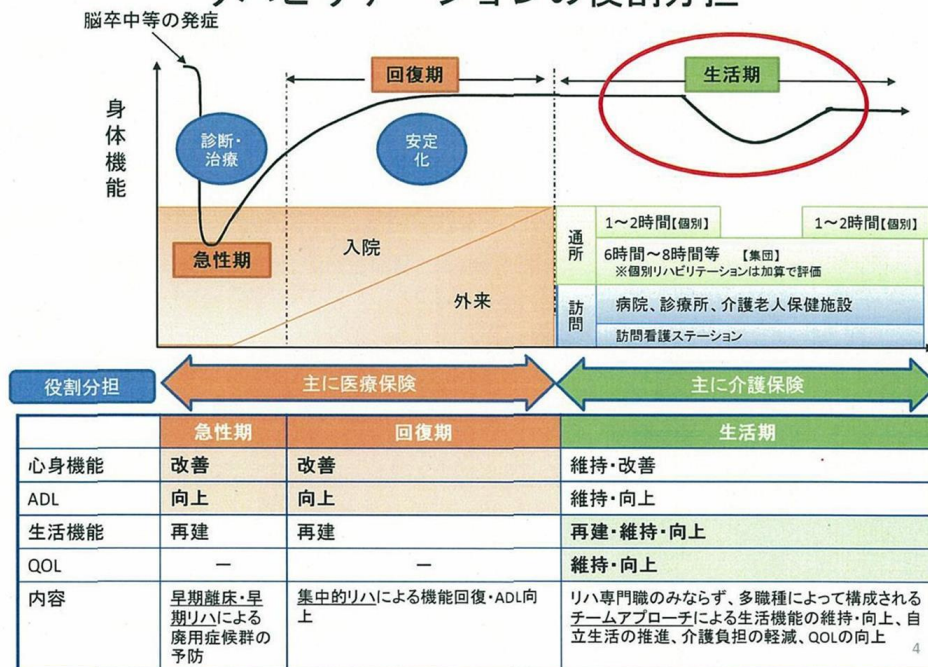 リハビリテーションの役割分担
脳卒中等の発症
回復期
生活期
身体機能
診断・
治療
安定
化
急性期
入院
外来
通所
1～2時間【個別】
1～2時間【個別】
6時間～8時間等 【集団】
※個別リハビリテーションは加算で評価
訪問
病院、診療所、介護老人保健施設
訪問看護ステーション
役割分担
主に医療保険
主に介護保険
急性期 回復期 生活期
心身機能 改善 改善 維持・改善
ADL 向上 向上 維持・向上
生活機能 再建 再建 再建・維持・向上
QOL － － 維持・向上
内容
早期離床・早
期リハによる
廃用症候群の
予防
集中的リハによる機能回復・ADL向
上
リハ専門職のみならず、多職種によって構成される
チームアプローチによる生活機能の維持・向上、自
立生活の推進、介護負担の軽減、QOLの向上
4